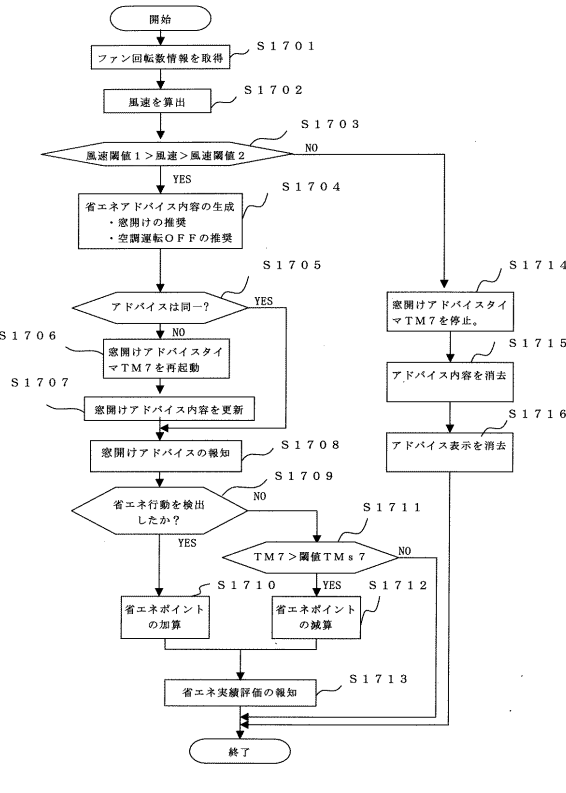 開始
Ｓ１７０１
ファン回転数情報を取得
Ｓ１７０２
風速を算出
Ｓ１７０３
風速閾値１＞風速＞風速閾値２
NO
YES
Ｓ１７０４
省エネアドバイス内容の生成
・窓開けの推奨
・空調運転ＯＦＦの推奨
Ｓ１７０５
アドバイスは同一？
YES
NO
Ｓ１７１４
窓開けアドバイスタイ
マＴＭ７を停止。
Ｓ１７０６
窓開けアドバイスタイ
マＴＭ７を再起動
Ｓ１７１５
アドバイス内容を消去
Ｓ１７０７
窓開けアドバイス内容を更新
Ｓ１７１６
アドバイス表示を消去
Ｓ１７０８
窓開けアドバイスの報知
Ｓ１７０９
省エネ行動を検出
したか？
NO
YES
Ｓ１７１１
ＴＭ７＞閾値ＴＭｓ７
NO
YES
Ｓ１７１０
省エネポイント
の加算
Ｓ１７１２
省エネポイント
の減算
Ｓ１７１３
省エネ実績評価の報知
終了